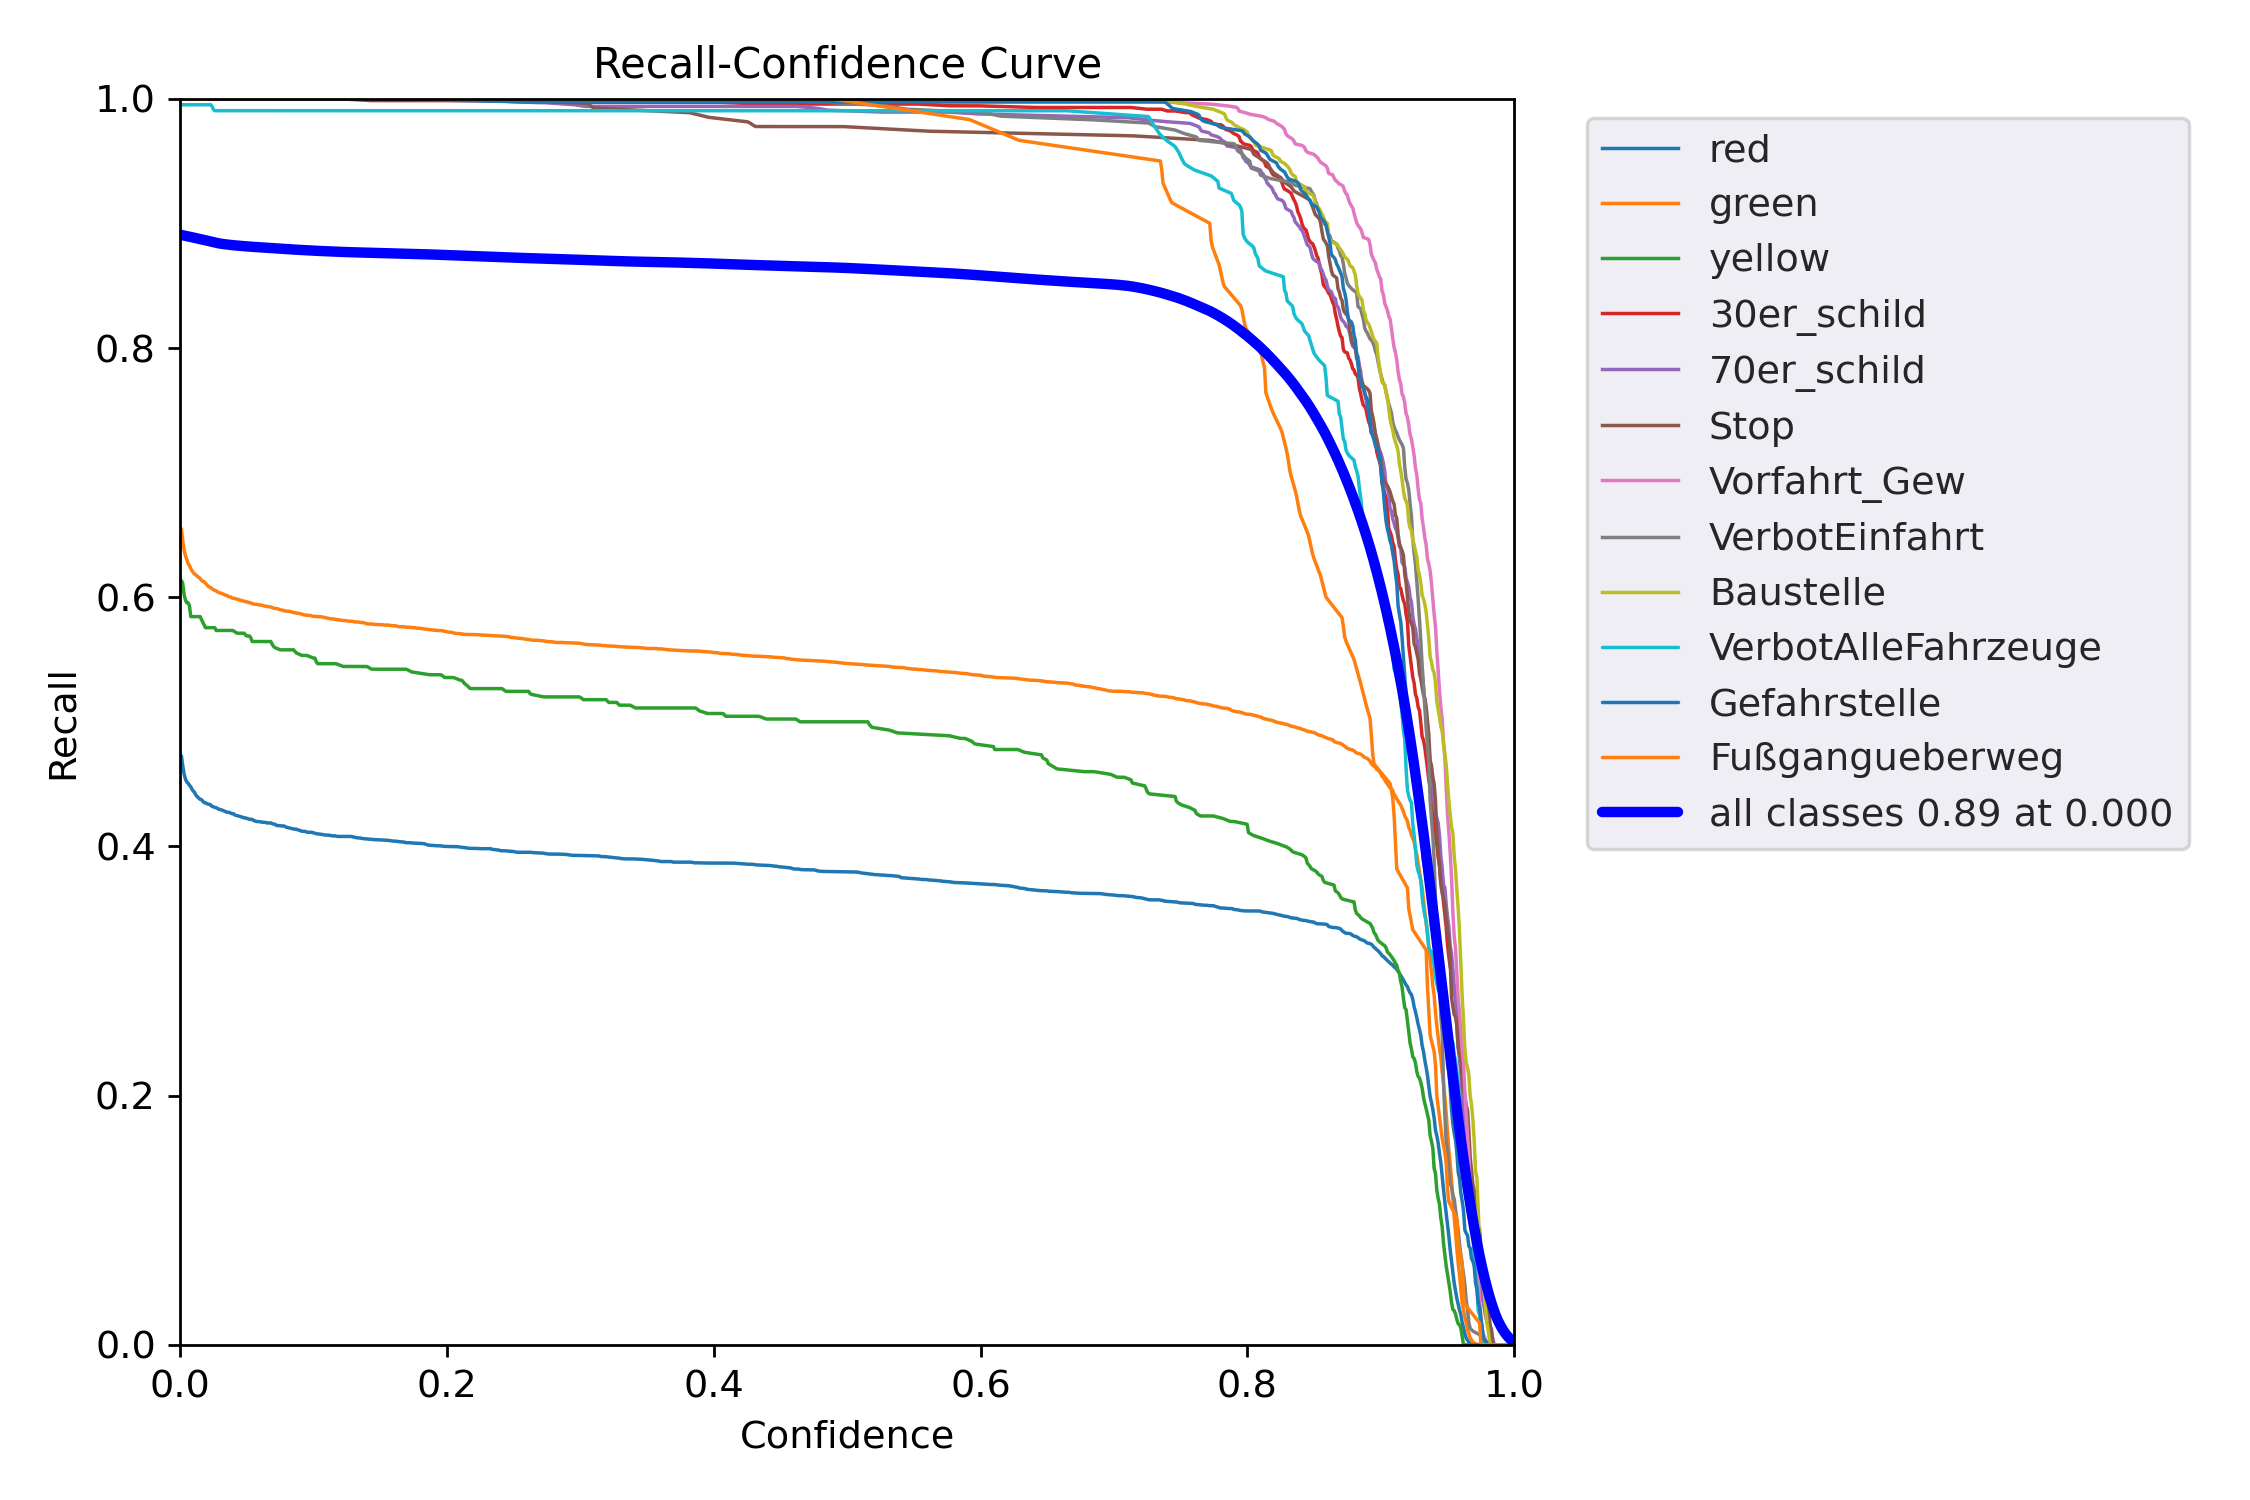 Recall-Confidence Curve
1.0
0.8
0.6
0.4
0.2
0.0
Recall
0.0 0.2 0.4 0.6 0.8 1.0
Confidence
red
green
yellow
30er_schild
70er_schild
Stop
Vorfahrt_Gew
VerbotEinfahrt
Baustelle
VerbotAlleFahrzeuge
Gefahrstelle
Fußgangueberweg
all classes 0.89 at 0.000